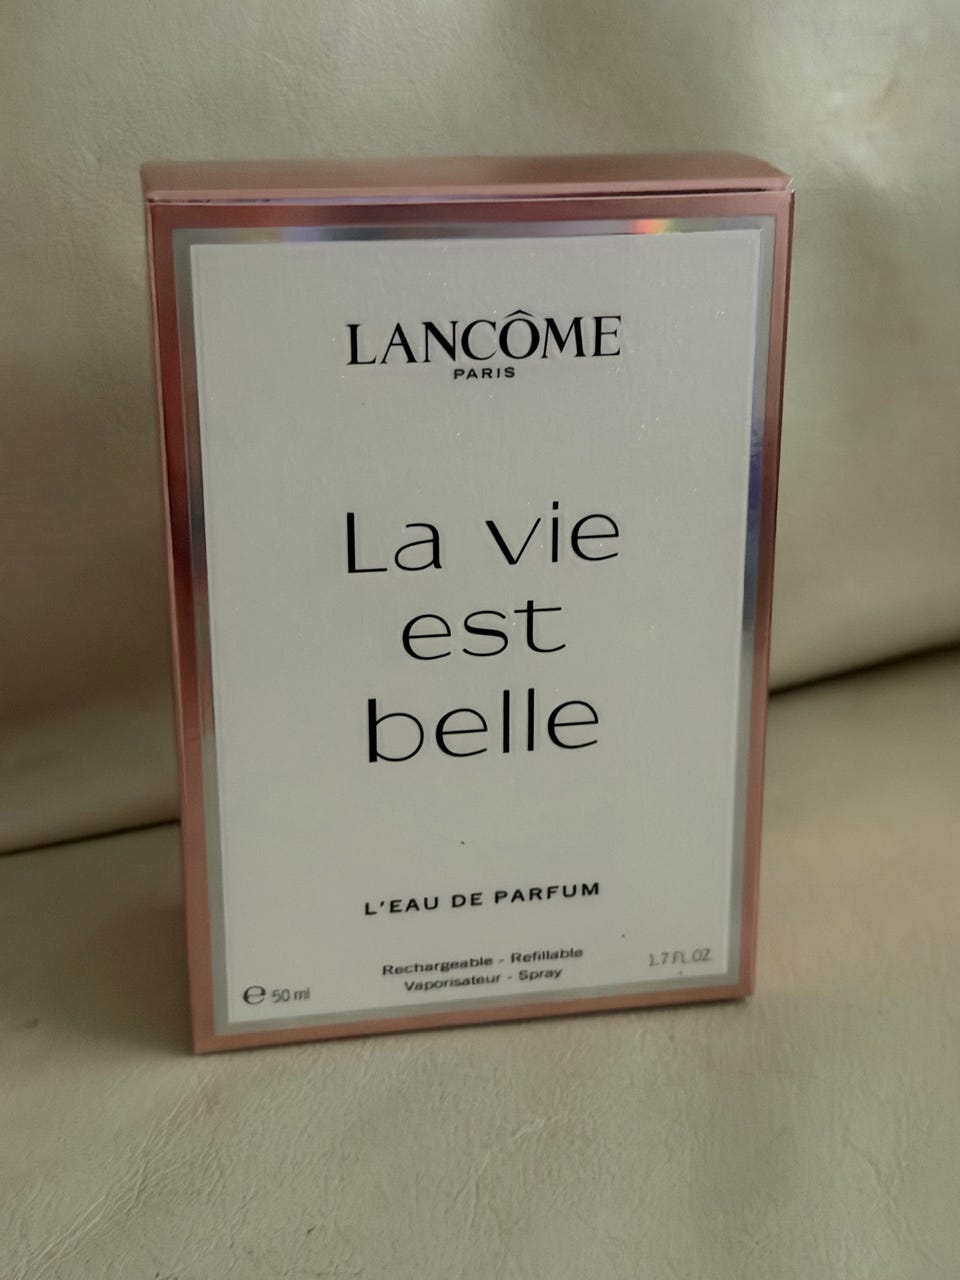 LANCÔME
PARIS
La vie
est
belle
L'EAU DE PARFUM
Rechargeable - Refillable
Vaporisateur - Spray
℮ 50 ml
1.7 FL.OZ.